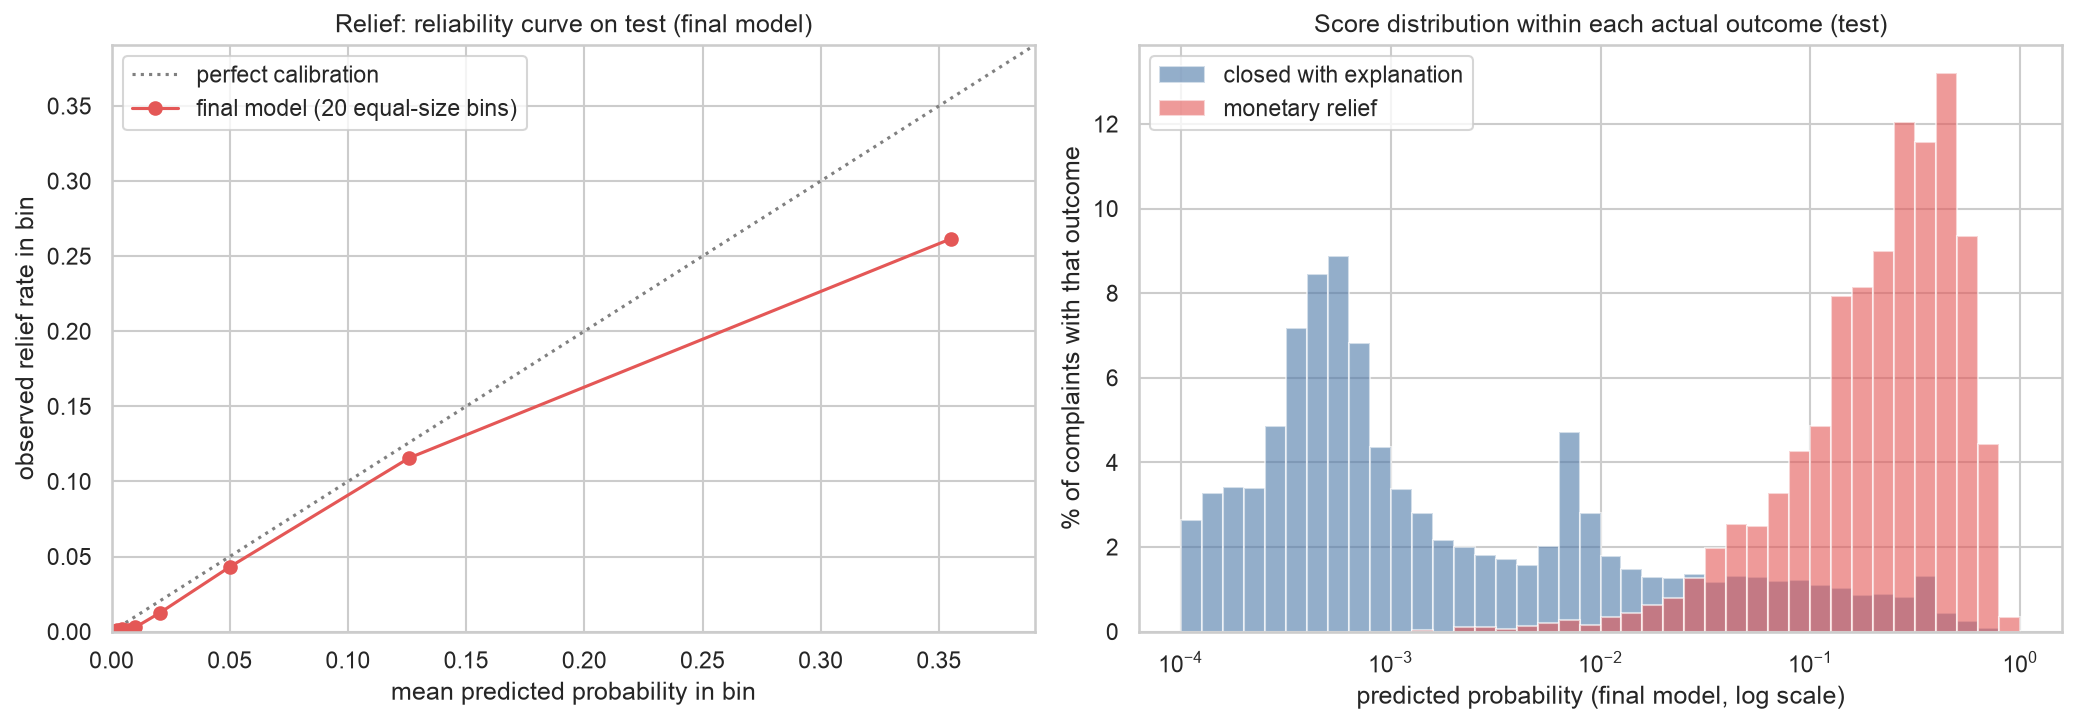 Relief: reliability curve on test (final model)
perfect calibration
final model (20 equal-size bins)
observed relief rate in bin
0.35
0.30
0.25
0.20
0.15
0.10
0.05
0.00
0.00 0.05 0.10 0.15 0.20 0.25 0.30 0.35
mean predicted probability in bin
Score distribution within each actual outcome (test)
closed with explanation
monetary relief
% of complaints with that outcome
12
10
8
6
4
2
0
10⁻⁴ 10⁻³ 10⁻² 10⁻¹ 10⁰
predicted probability (final model, log scale)